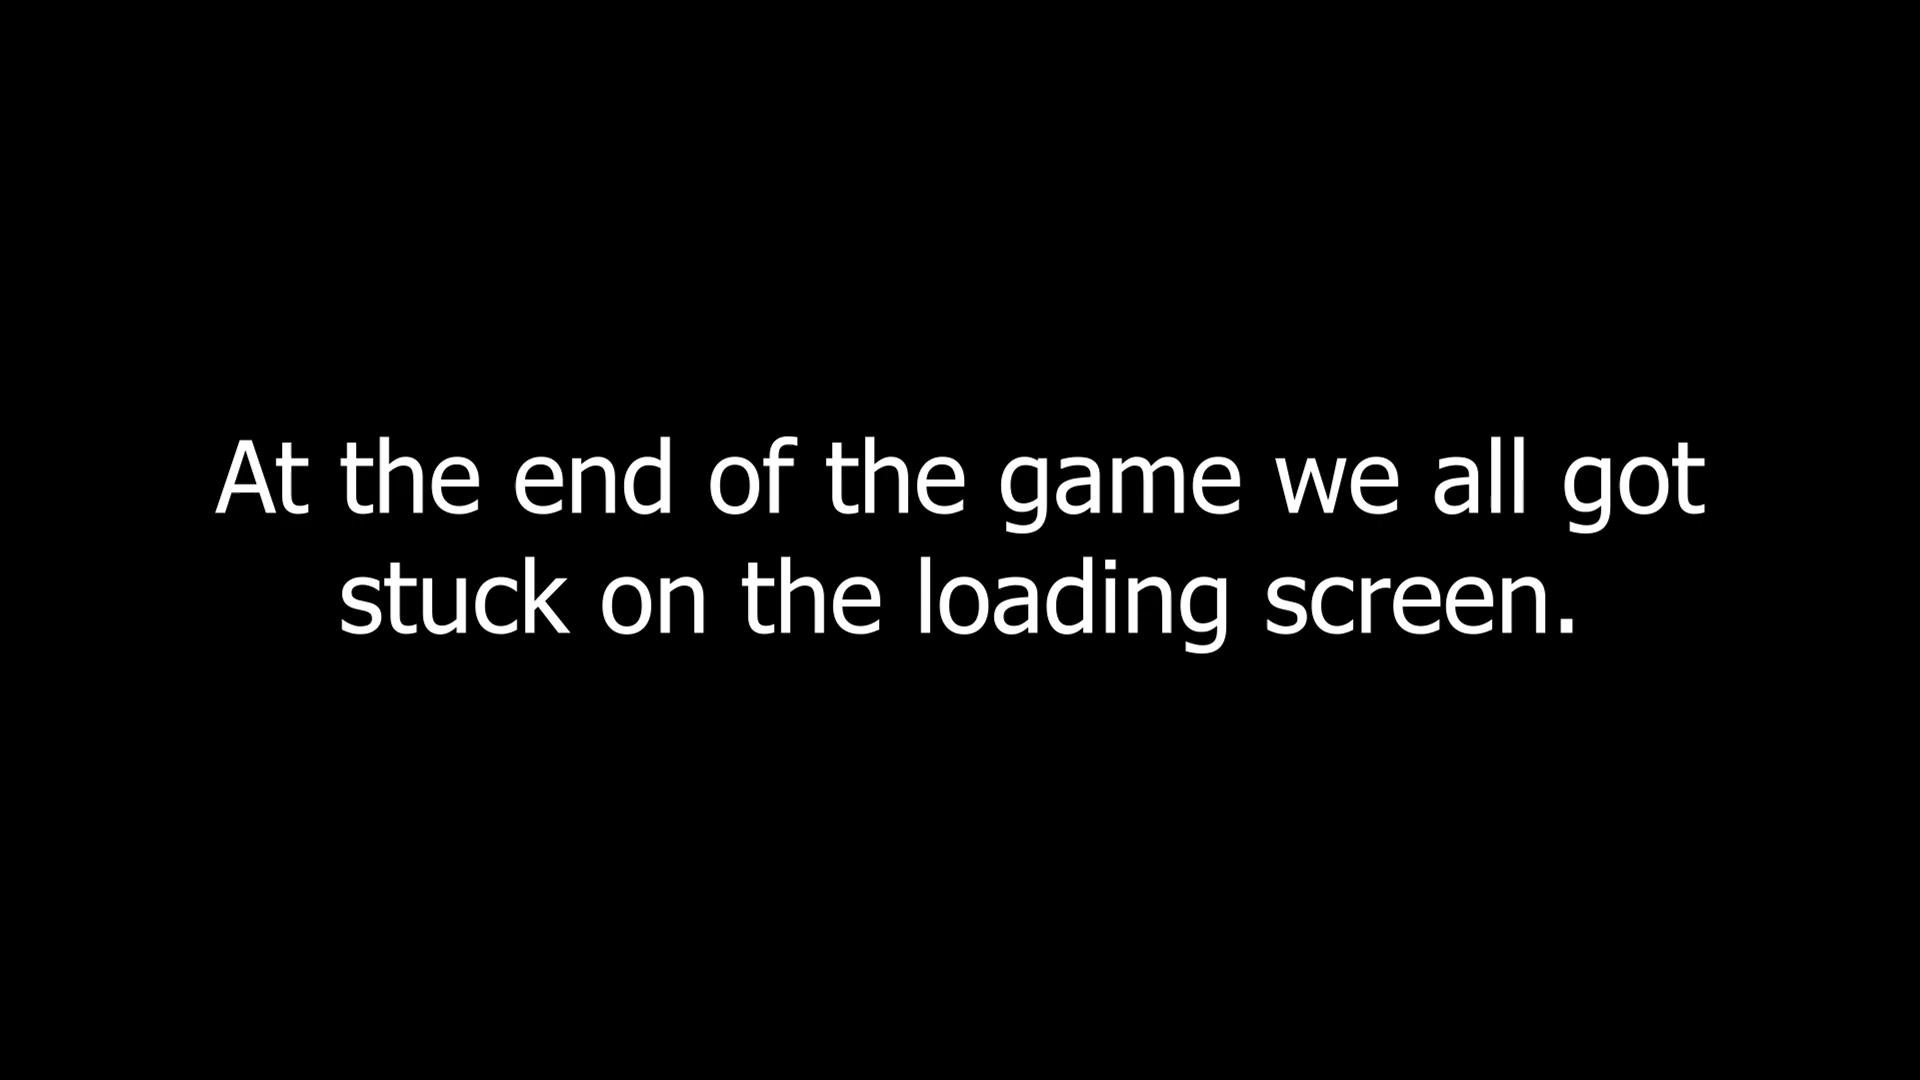 At the end of the game we all got
stuck on the loading screen.